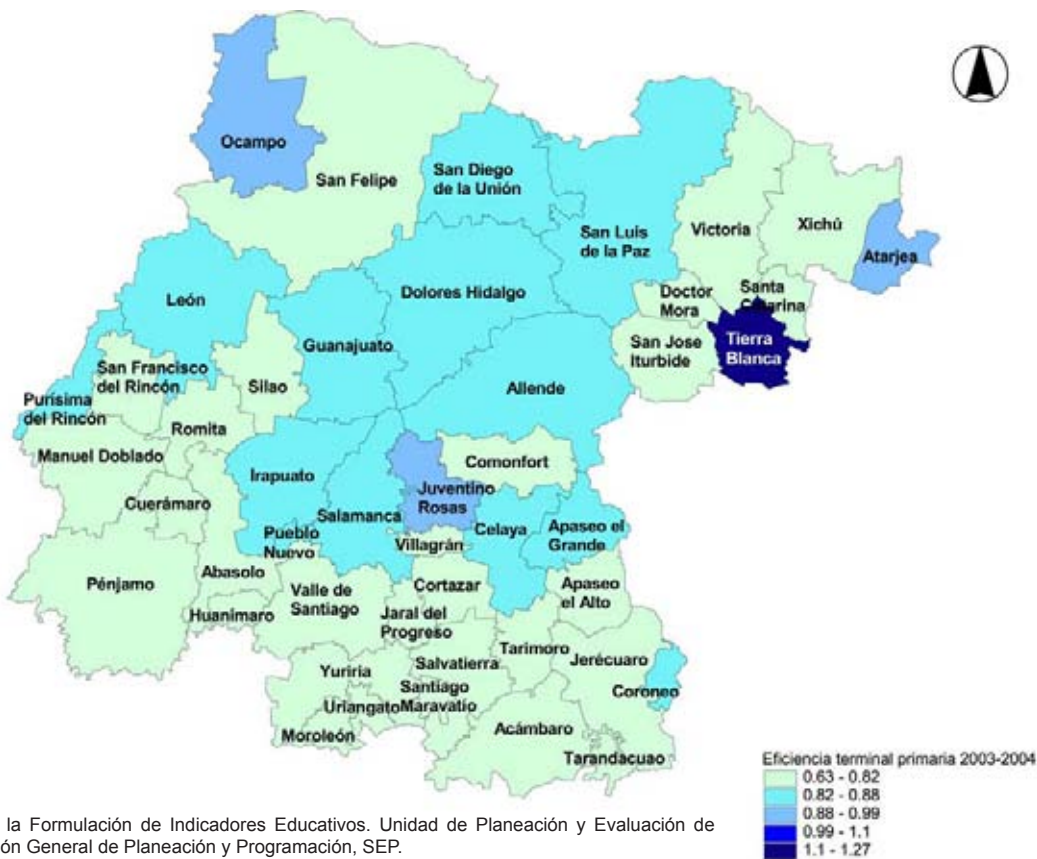 Ocampo
San Felipe
San Diego
de la Unión
San Luis
de la Paz
Victoria
Xichú
Atarjea
León
Dolores Hidalgo
Doctor
Mora
Santa
Catarina
Guanajuato
San Jose
Iturbide
Tierra
Blanca
San Francisco
del Rincón
Silao
Allende
Purísima
del Rincón
Romita
Manuel Doblado
Comonfort
Irapuato
Juventino
Rosas
Cuerámaro
Salamanca
Celaya
Apaseo el
Grande
Pueblo
Nuevo
Villagrán
Pénjamo
Abasolo
Valle de
Santiago
Cortazar
Apaseo
el Alto
Huanimaro
Jaral del
Progreso
Tarimoro
Jerécuaro
Yuriria
Salvatierra
Coroneo
Santiago
Maravatío
Uriangato
Moroleón
Acámbaro
Tarandacuao
Eficiencia terminal primaria 2003-2004
0.63 - 0.82
0.82 - 0.88
0.88 - 0.99
0.99 - 1.1
1.1 - 1.27
la Formulación de Indicadores Educativos. Unidad de Planeación y Evaluación de
ón General de Planeación y Programación, SEP.